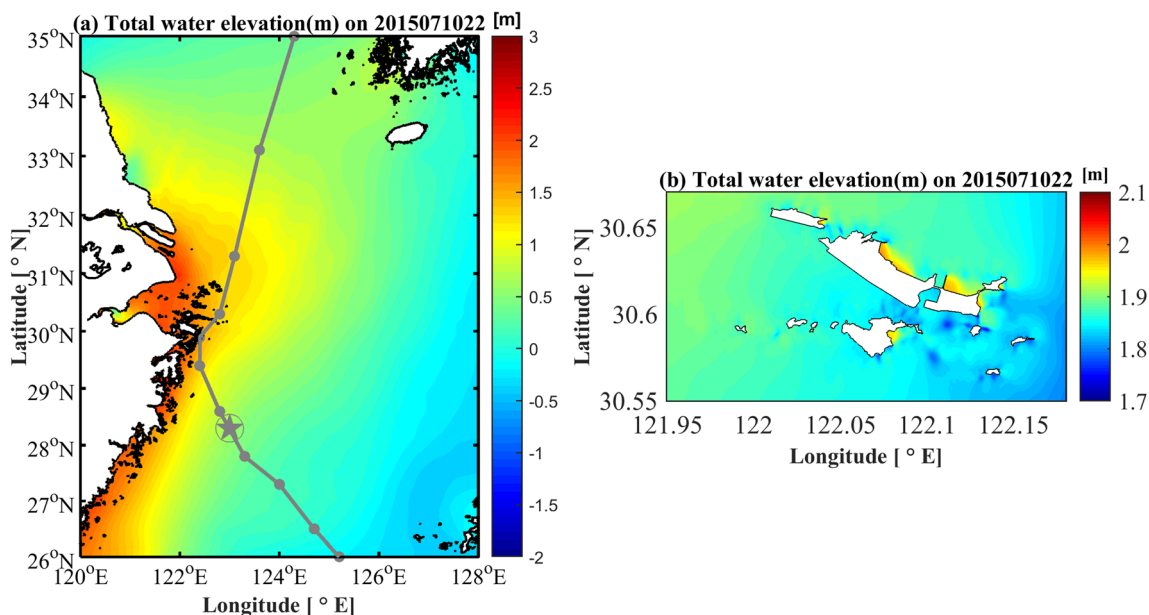 (a) Total water elevation(m) on 2015071022 [m]
35°N
34°N
33°N
32°N
31°N
30°N
29°N
28°N
27°N
26°N
Latitude [ ° N]
120°E
122°E
124°E
126°E
128°E
Longitude [ ° E]
3
2.5
2
1.5
1
0.5
0
-0.5
-1
-1.5
-2
(b) Total water elevation(m) on 2015071022 [m]
30.65
30.6
30.55
Latitude [ ° N]
121.95
122
122.05
122.1
122.15
Longitude [ ° E]
2.1
2
1.9
1.8
1.7